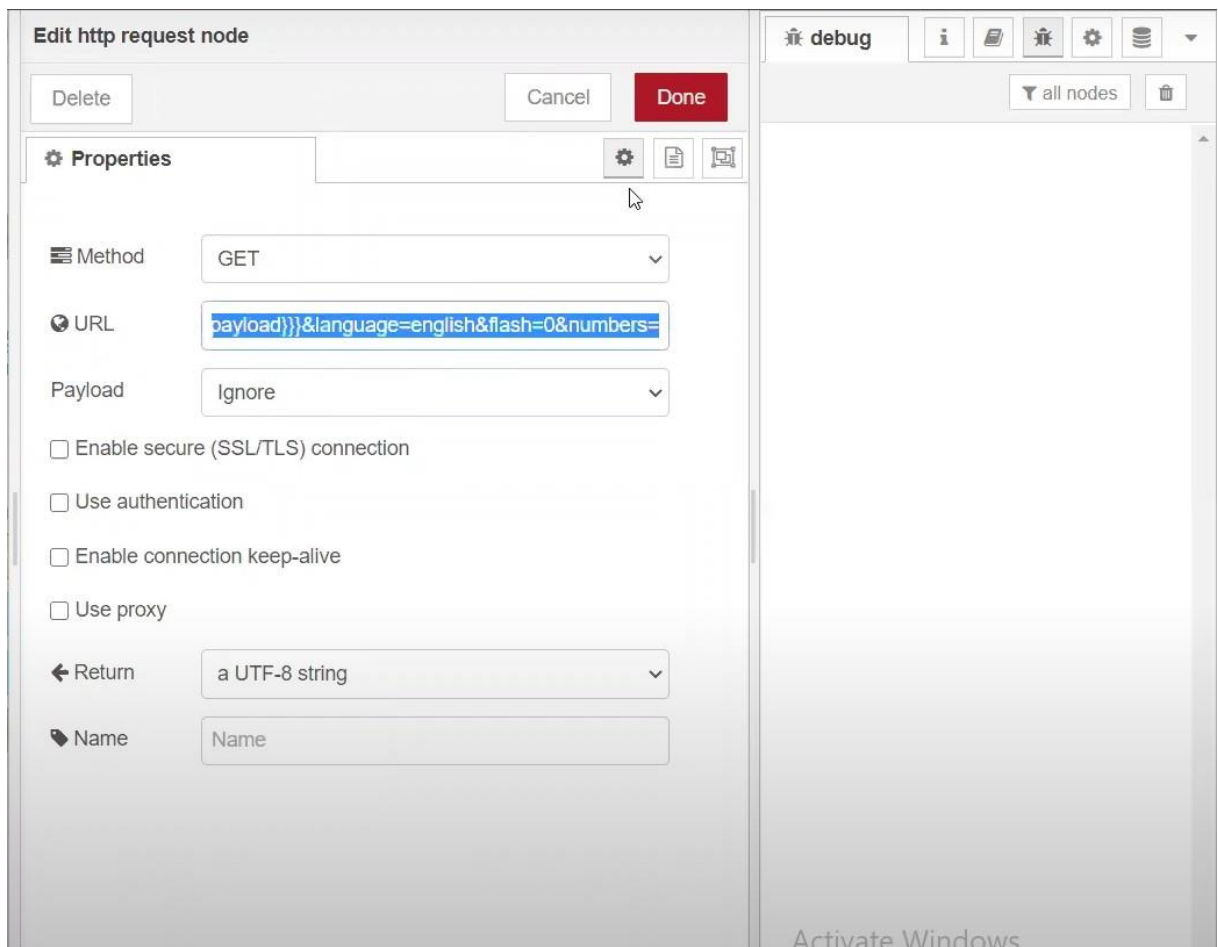 Edit http request node
debug
Delete
Cancel
Done
all nodes
Properties
Method
GET
URL
payload}}}&language=english&flash=0&numbers=
Payload
Ignore
Enable secure (SSL/TLS) connection
Use authentication
Enable connection keep-alive
Use proxy
Return
a UTF-8 string
Name
Name
Activate Windows